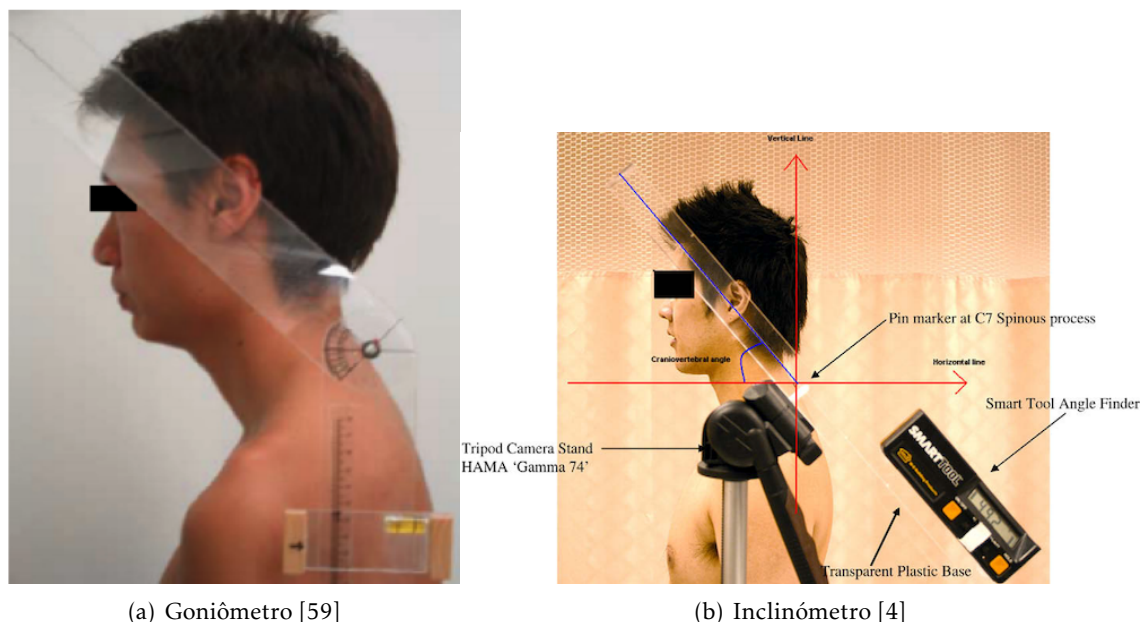 Vertical Line
Pin marker at C7 Spinous process
Craniovertebral angle
Horizontal line
Smart Tool Angle Finder
Tripod Camera Stand
HAMA ‘Gamma 74’
SMARTTOOL
Transparent Plastic Base
(a) Goniômetro [59]
(b) Inclinómetro [4]